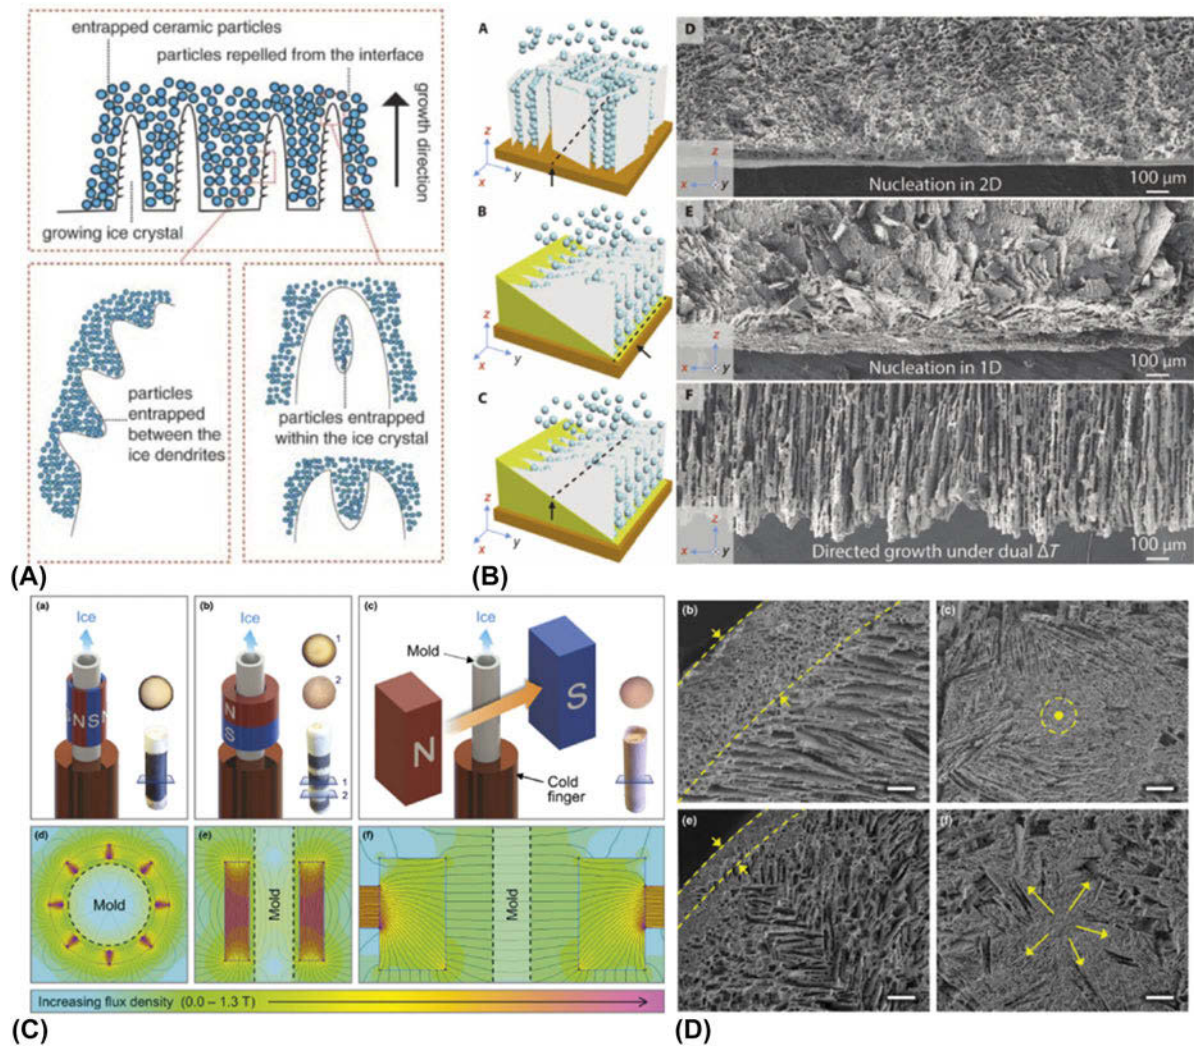 entrapped ceramic particles
particles repelled from the interface
growth direction
growing ice crystal
particles
entrapped
between the
ice dendrites
particles entrapped
within the ice crystal
(A)
A
z
x
y
B
z
x
y
C
z
x
y
(B)
D
z
x
y
Nucleation in 2D
100 μm
E
z
x
y
Nucleation in 1D
100 μm
F
z
x
y
Directed growth under dual ΔT
100 μm
(a)
Ice
S N S N
(b)
Ice
N
S
1
2
1
2
(c)
Ice
Mold
N
S
Cold
finger
(d)
Mold
(e)
Mold
(f)
Mold
Increasing flux density (0.0 – 1.3 T)
(C)
(b)
(c)
(e)
(f)
(D)